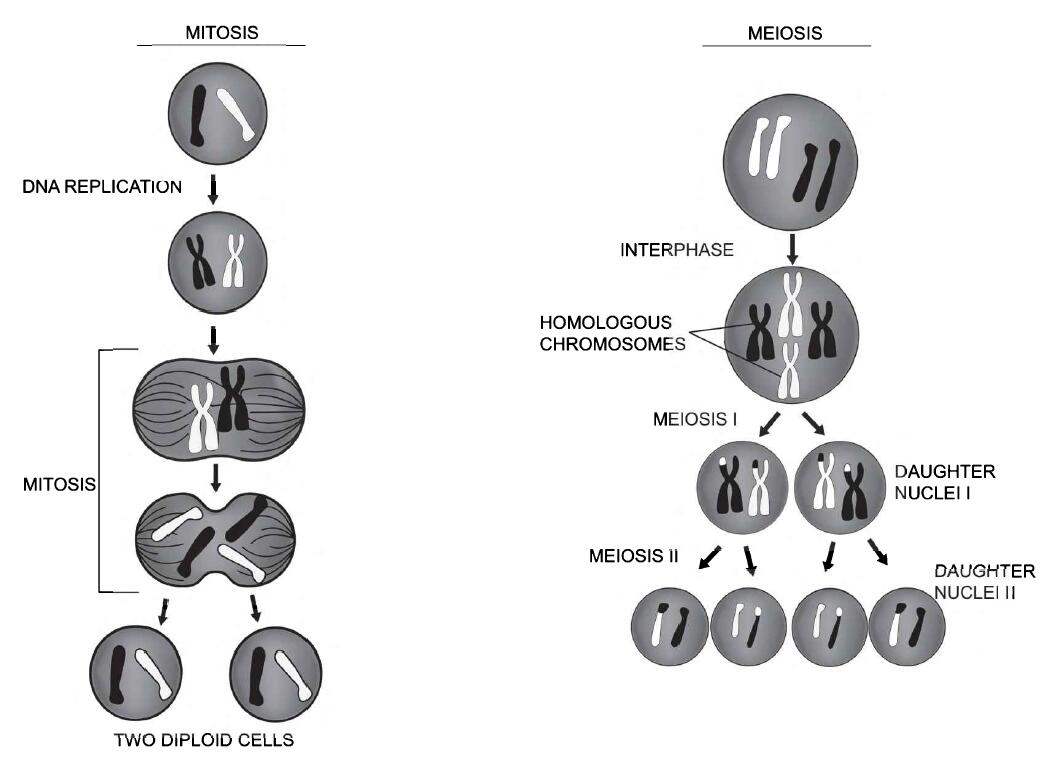 MITOSIS
DNA REPLICATION
MITOSIS
TWO DIPLOID CELLS
MEIOSIS
INTERPHASE
HOMOLOGOUS
CHROMOSOMES
MEIOSIS I
DAUGHTER
NUCLEI I
MEIOSIS II
DAUGHTER
NUCLEI II